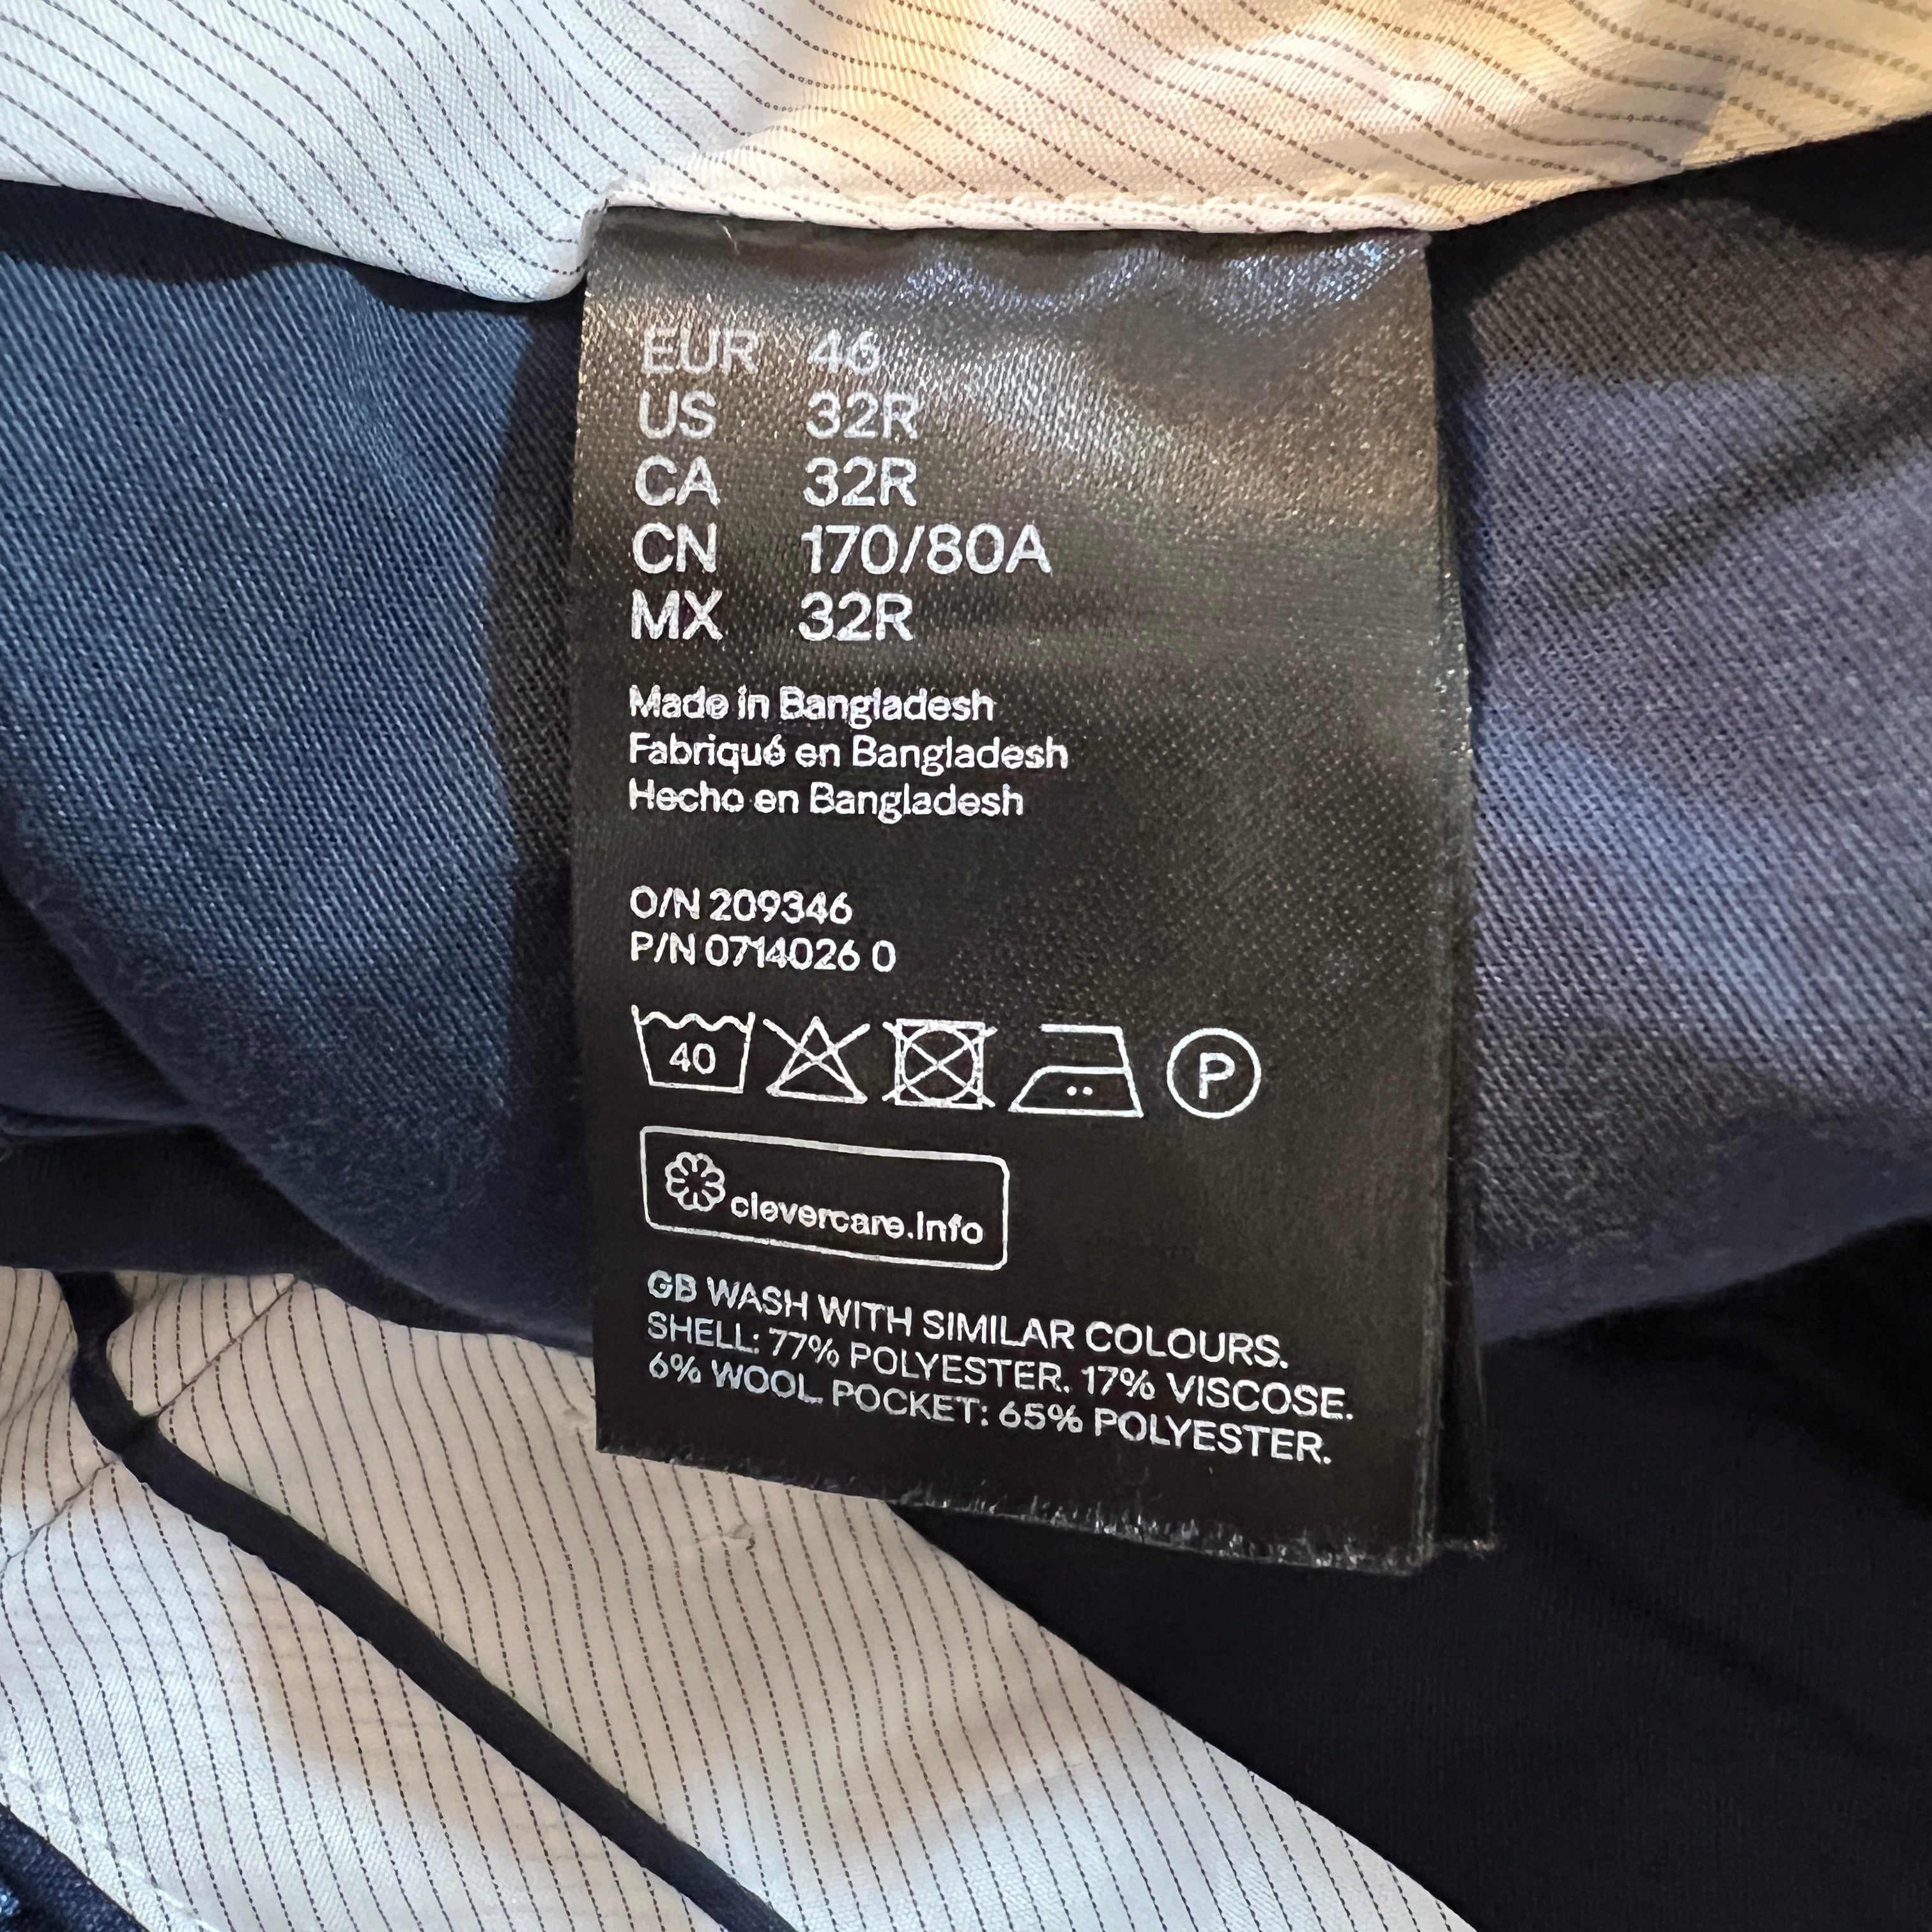 EUR 46
US 32R
CA 32R
CN 170/80A
MX 32R
Made in Bangladesh
Fabriqué en Bangladesh
Hecho en Bangladesh
O/N 209346
P/N 0714026 0
40
P
clevercare.info
GB WASH WITH SIMILAR COLOURS.
SHELL: 77% POLYESTER. 17% VISCOSE.
6% WOOL POCKET: 65% POLYESTER.